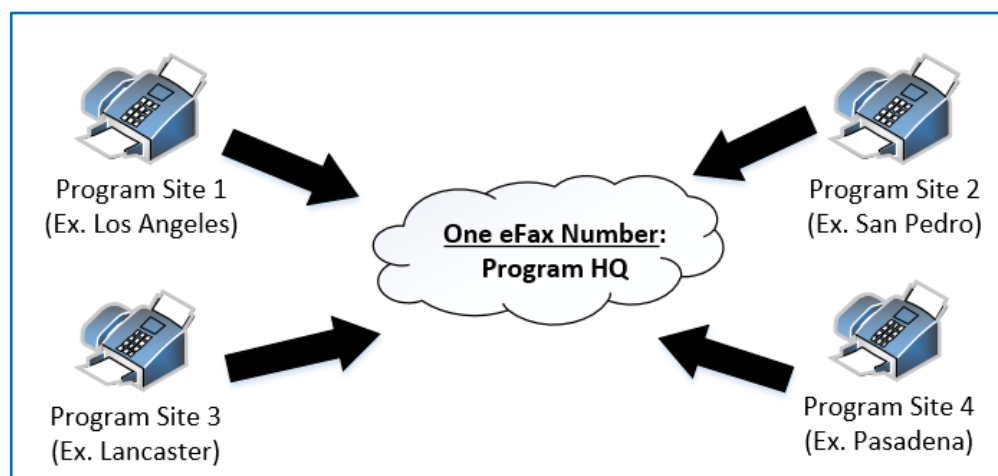 Program Site 1
(Ex. Los Angeles)
Program Site 2
(Ex. San Pedro)
One eFax Number:
Program HQ
Program Site 3
(Ex. Lancaster)
Program Site 4
(Ex. Pasadena)